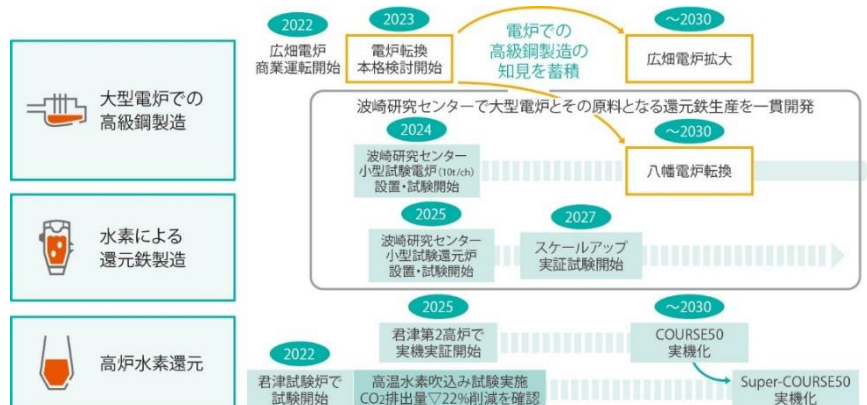 2022
広畑電炉
商業運転開始
2023
電炉転換
本格検討開始
電炉での
高級鋼製造の
知見を蓄積
～2030
広畑電炉拡大
大型電炉での
高級鋼製造
波崎研究センターで大型電炉とその原料となる還元鉄生産を一貫開発
2024
波崎研究センター
小型試験電炉(10t/ch)
設置・試験開始
～2030
八幡電炉転換
水素による
還元鉄製造
2025
波崎研究センター
小型試験還元炉
設置・試験開始
2027
スケールアップ
実証試験開始
高炉水素還元
2025
君津第2高炉で
実機実証開始
～2030
COURSE50
実機化
2022
君津試験炉で
試験開始
高温水素吹込み試験実施
CO₂排出量▽22%削減を確認
Super-COURSE50
実機化